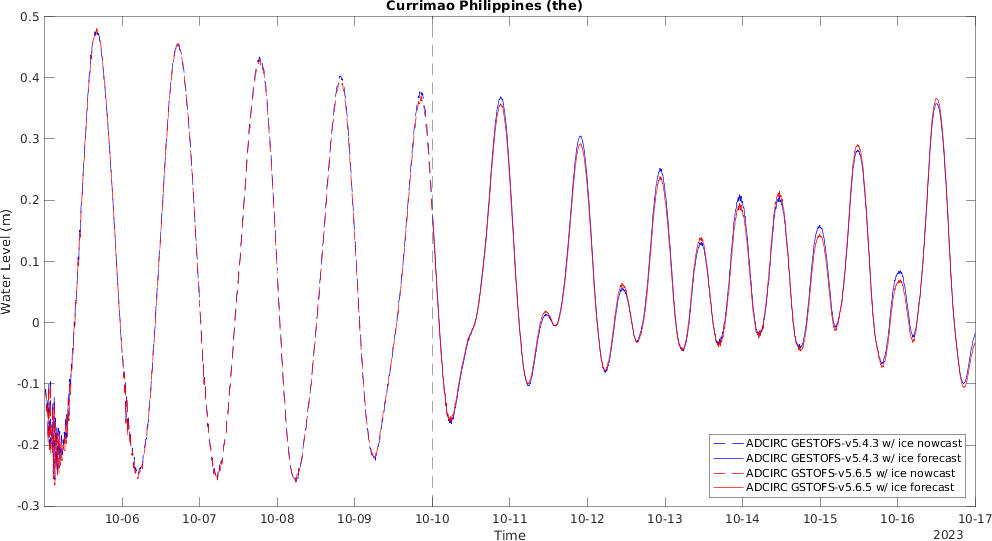 Currimao Philippines (the)
0.5
0.4
0.3
0.2
0.1
0
-0.1
-0.2
-0.3
Water Level (m)
10-06 10-07 10-08 10-09 10-10 10-11 10-12 10-13 10-14 10-15 10-16 10-17
Time
2023
ADCIRC GESTOFS-v5.4.3 w/ ice nowcast
ADCIRC GESTOFS-v5.4.3 w/ ice forecast
ADCIRC GSTOFS-v5.6.5 w/ ice nowcast
ADCIRC GSTOFS-v5.6.5 w/ ice forecast